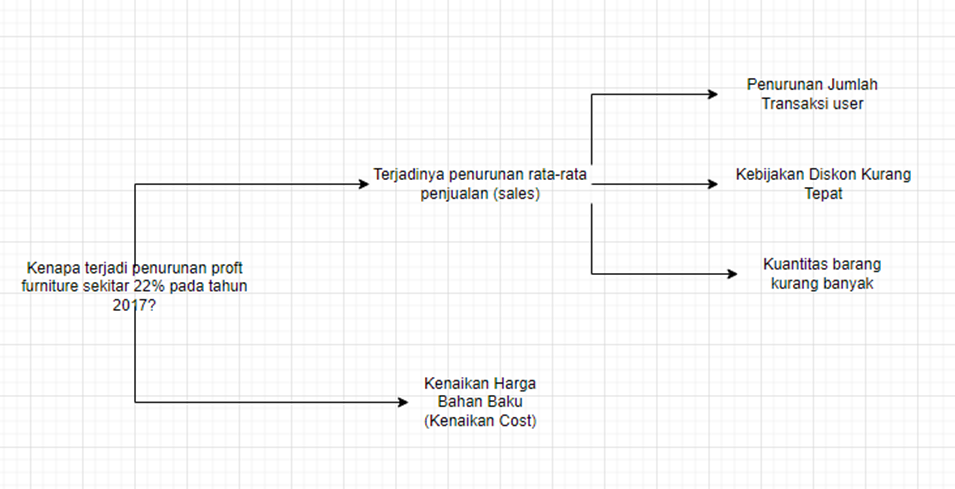 Penurunan Jumlah
Transaksi user
Terjadinya penurunan rata-rata
penjualan (sales)
Kebijakan Diskon Kurang
Tepat
Kenapa terjadi penurunan proft
furniture sekitar 22% pada tahun
2017?
Kuantitas barang
kurang banyak
Kenaikan Harga
Bahan Baku
(Kenaikan Cost)